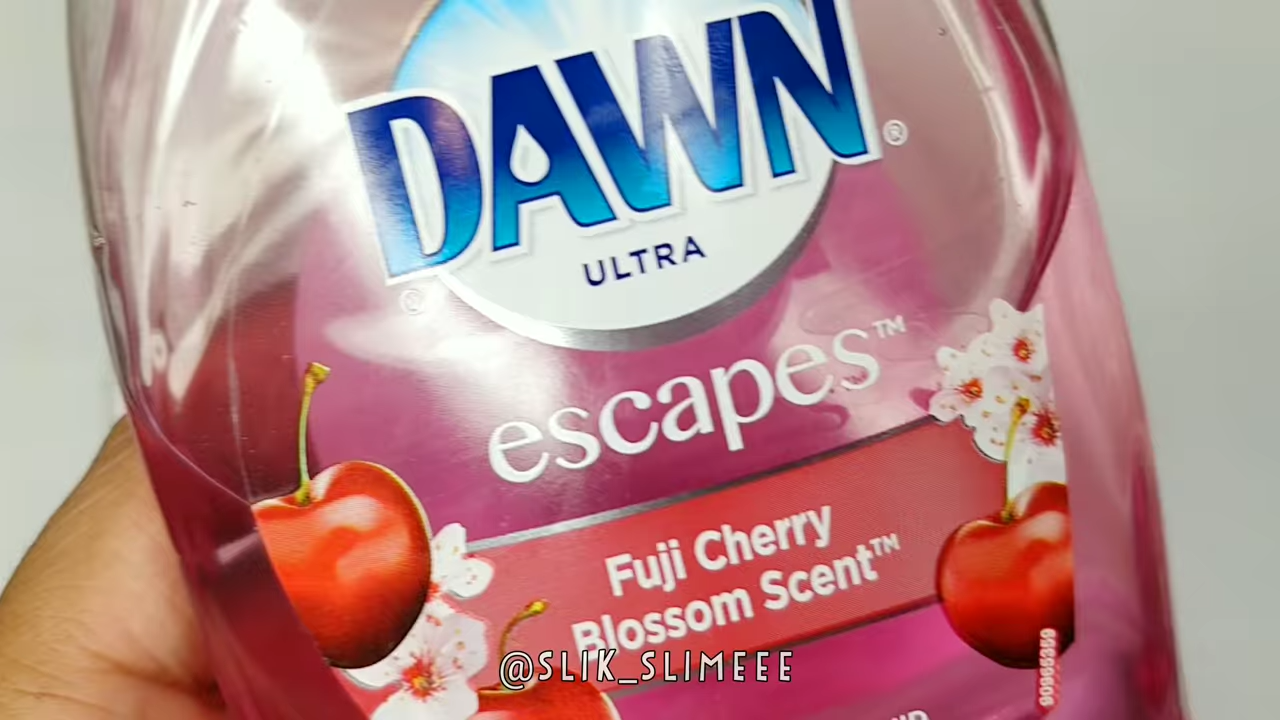 DAWN®
ULTRA
®
escapes™
Fuji Cherry
Blossom Scent™
@SLIK_SLIMEEE